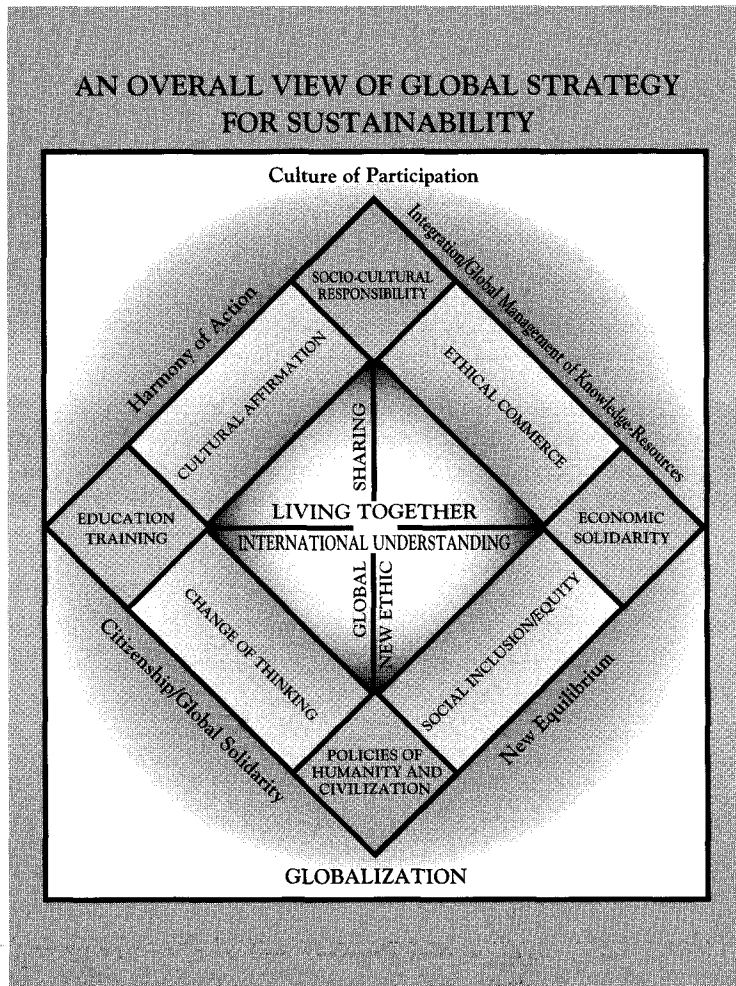 AN OVERALL VIEW OF GLOBAL STRATEGY
FOR SUSTAINABILITY
Culture of Participation
Integration/Global Management of Knowledge-Resources
Harmony of Action
SOCIO-CULTURAL
RESPONSIBILITY
CULTURAL AFFIRMATION
ETHICAL COMMERCE
SHARING
LIVING TOGETHER
EDUCATION
TRAINING
ECONOMIC
SOLIDARITY
INTERNATIONAL UNDERSTANDING
GLOBAL
NEW ETHIC
CHANGE OF THINKING
SOCIAL INCLUSION/EQUITY
Citizenship/Global Solidarity
New Equilibrium
POLICIES OF
HUMANITY AND
CIVILIZATION
GLOBALIZATION